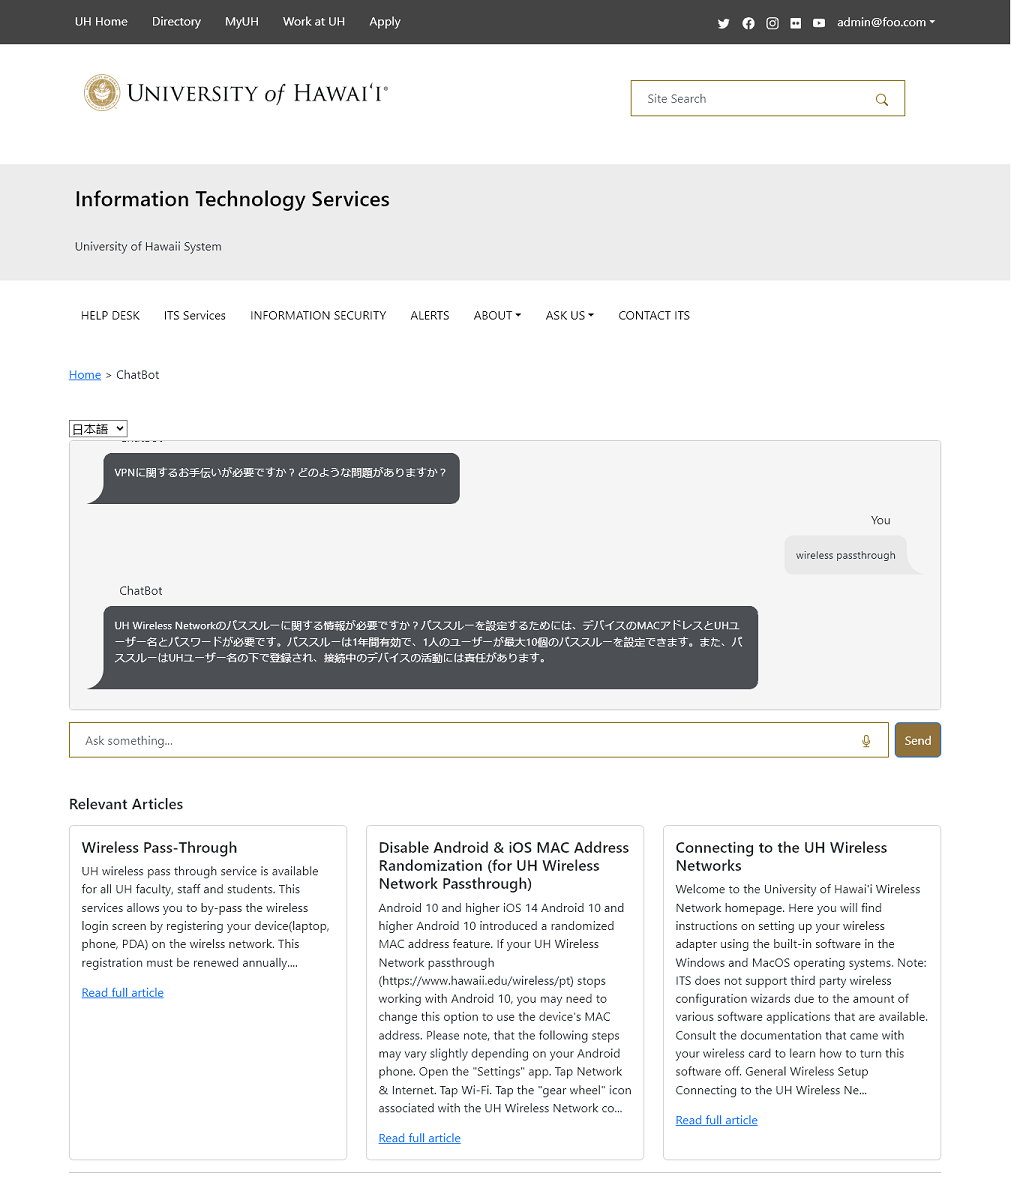 UH Home Directory MyUH Work at UH Apply admin@foo.com
UNIVERSITY of HAWAIʻI®
Site Search
Information Technology Services
University of Hawaii System
HELP DESK ITS Services INFORMATION SECURITY ALERTS ABOUT ASK US CONTACT ITS
Home > ChatBot
日本語
VPNに関するお手伝いが必要ですか？どのような問題がありますか？
You
wireless passthrough
ChatBot
UH Wireless Networkのパススルーに関する情報が必要ですか？パススルーを設定するためには、デバイスのMACアドレスとUHユ
ーザー名とパスワードが必要です。パススルーは1年間有効で、1人のユーザーが最大10個のパススルーを設定できます。また、パ
ススルーはUHユーザー名の下で登録され、接続中のデバイスの活動には責任があります。
Ask something...
Send
Relevant Articles
Wireless Pass-Through
UH wireless pass through service is available
for all UH faculty, staff and students. This
services allows you to by-pass the wireless
login screen by registering your device(laptop,
phone, PDA) on the wirelss network. This
registration must be renewed annually....
Read full article
Disable Android & iOS MAC Address
Randomization (for UH Wireless
Network Passthrough)
Android 10 and higher iOS 14 Android 10 and
higher Android 10 introduced a randomized
MAC address feature. If your UH Wireless
Network passthrough
(https://www.hawaii.edu/wireless/pt) stops
working with Android 10, you may need to
change this option to use the device's MAC
address. Please note, that the following steps
may vary slightly depending on your Android
phone. Open the "Settings" app. Tap Network
& Internet. Tap Wi-Fi. Tap the "gear wheel" icon
associated with the UH Wireless Network co...
Read full article
Connecting to the UH Wireless
Networks
Welcome to the University of Hawai'i Wireless
Network homepage. Here you will find
instructions on setting up your wireless
adapter using the built-in software in the
Windows and MacOS operating systems. Note:
ITS does not support third party wireless
configuration wizards due to the amount of
various software applications that are available.
Consult the documentation that came with
your wireless card to learn how to turn this
software off. General Wireless Setup
Connecting to the UH Wireless Ne...
Read full article